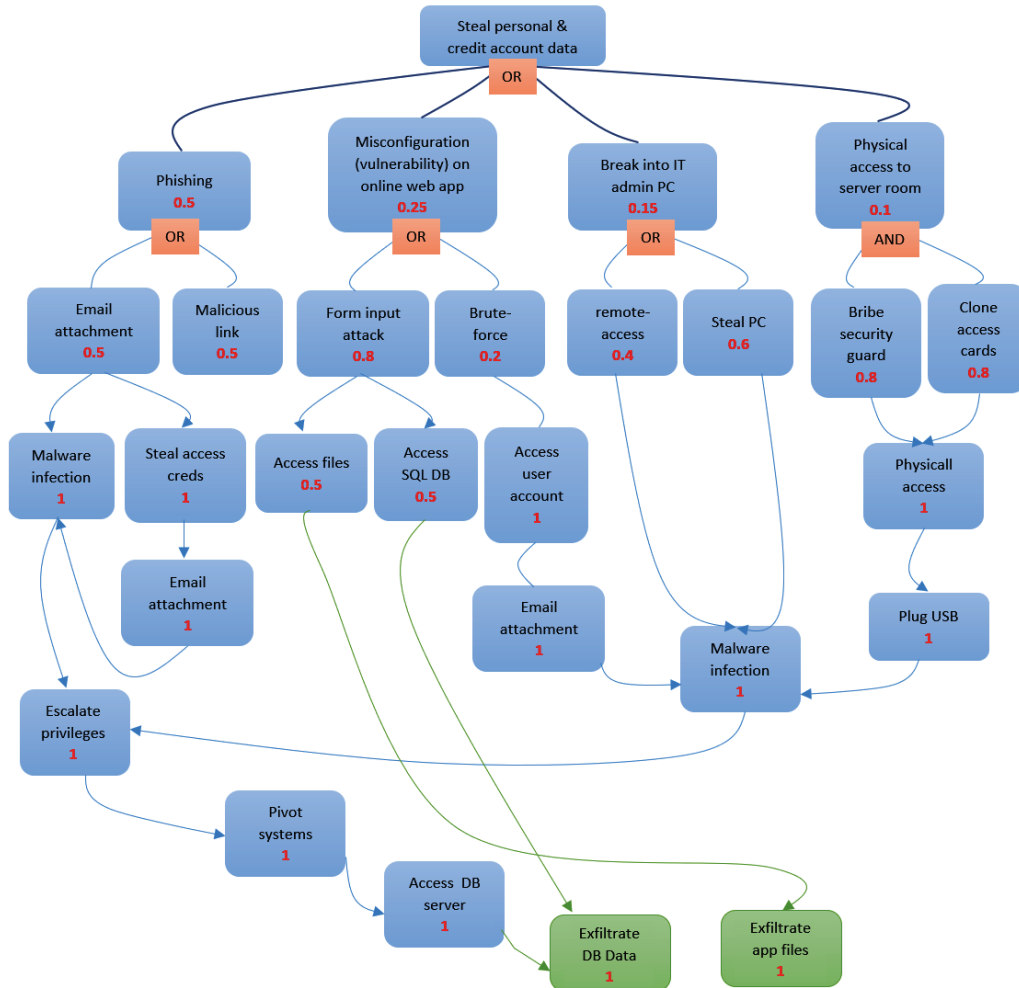 Steal personal &
credit account data
OR
Phishing
0.5
OR
Misconfiguration
(vulnerability) on
online web app
0.25
OR
Break into IT
admin PC
0.15
OR
Physical
access to
server room
0.1
AND
Email
attachment
0.5
Malicious
link
0.5
Form input
attack
0.8
Brute-
force
0.2
remote-
access
0.4
Steal PC
0.6
Bribe
security
guard
0.8
Clone
access
cards
0.8
Malware
infection
1
Steal access
creds
1
Access files
0.5
Access
SQL DB
0.5
Access
user
account
1
Physicall
access
1
Email
attachment
1
Email
attachment
1
Malware
infection
1
Plug USB
1
Escalate
privileges
1
Pivot
systems
1
Access DB
server
1
Exfiltrate
DB Data
1
Exfiltrate
app files
1